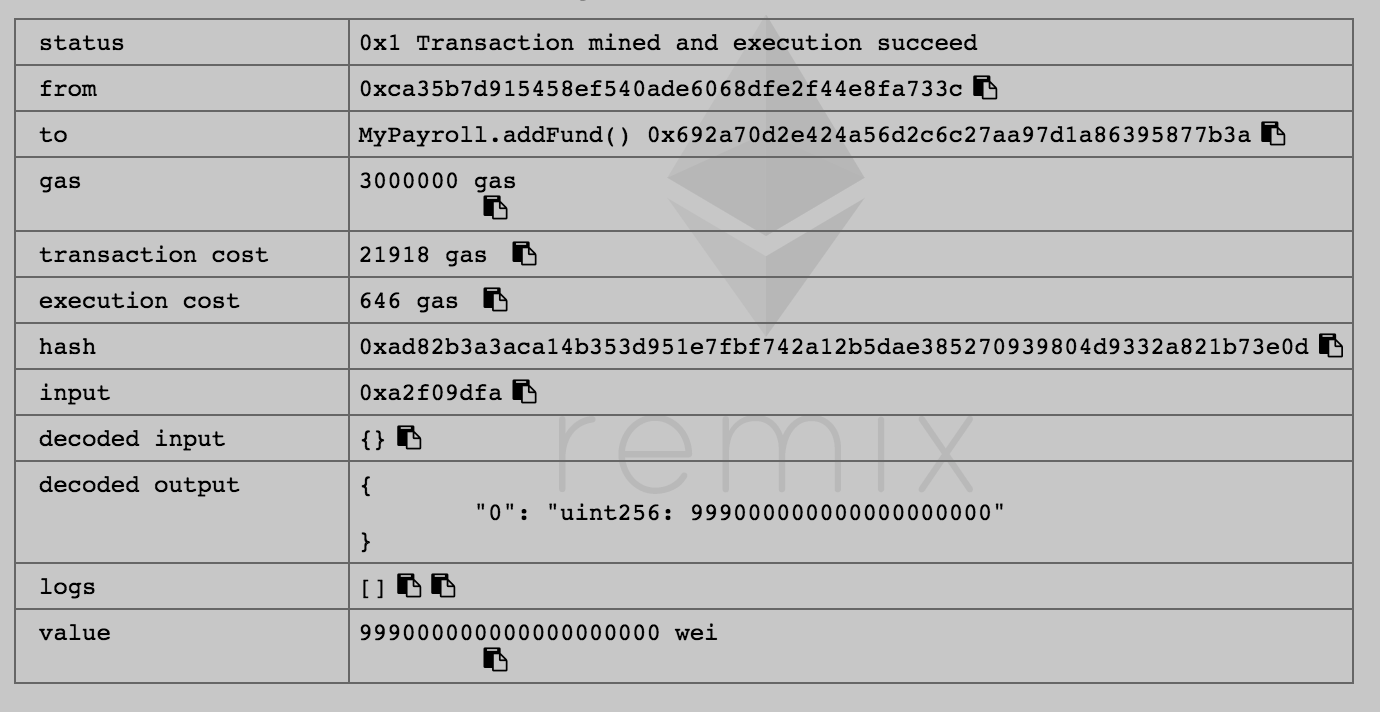 status
0x1 Transaction mined and execution succeed
from
0xca35b7d915458ef540ade6068dfe2f44e8fa733c
to
MyPayroll.addFund() 0x692a70d2e424a56d2c6c27aa97d1a86395877b3a
gas
3000000 gas
transaction cost
21918 gas
execution cost
646 gas
hash
0xad82b3a3aca14b353d951e7fbf742a12b5dae385270939804d9332a821b73e0d
input
0xa2f09dfa
remix
decoded input
{}
decoded output
{
"0": "uint256: 999000000000000000000"
}
logs
[]
value
999000000000000000000 wei